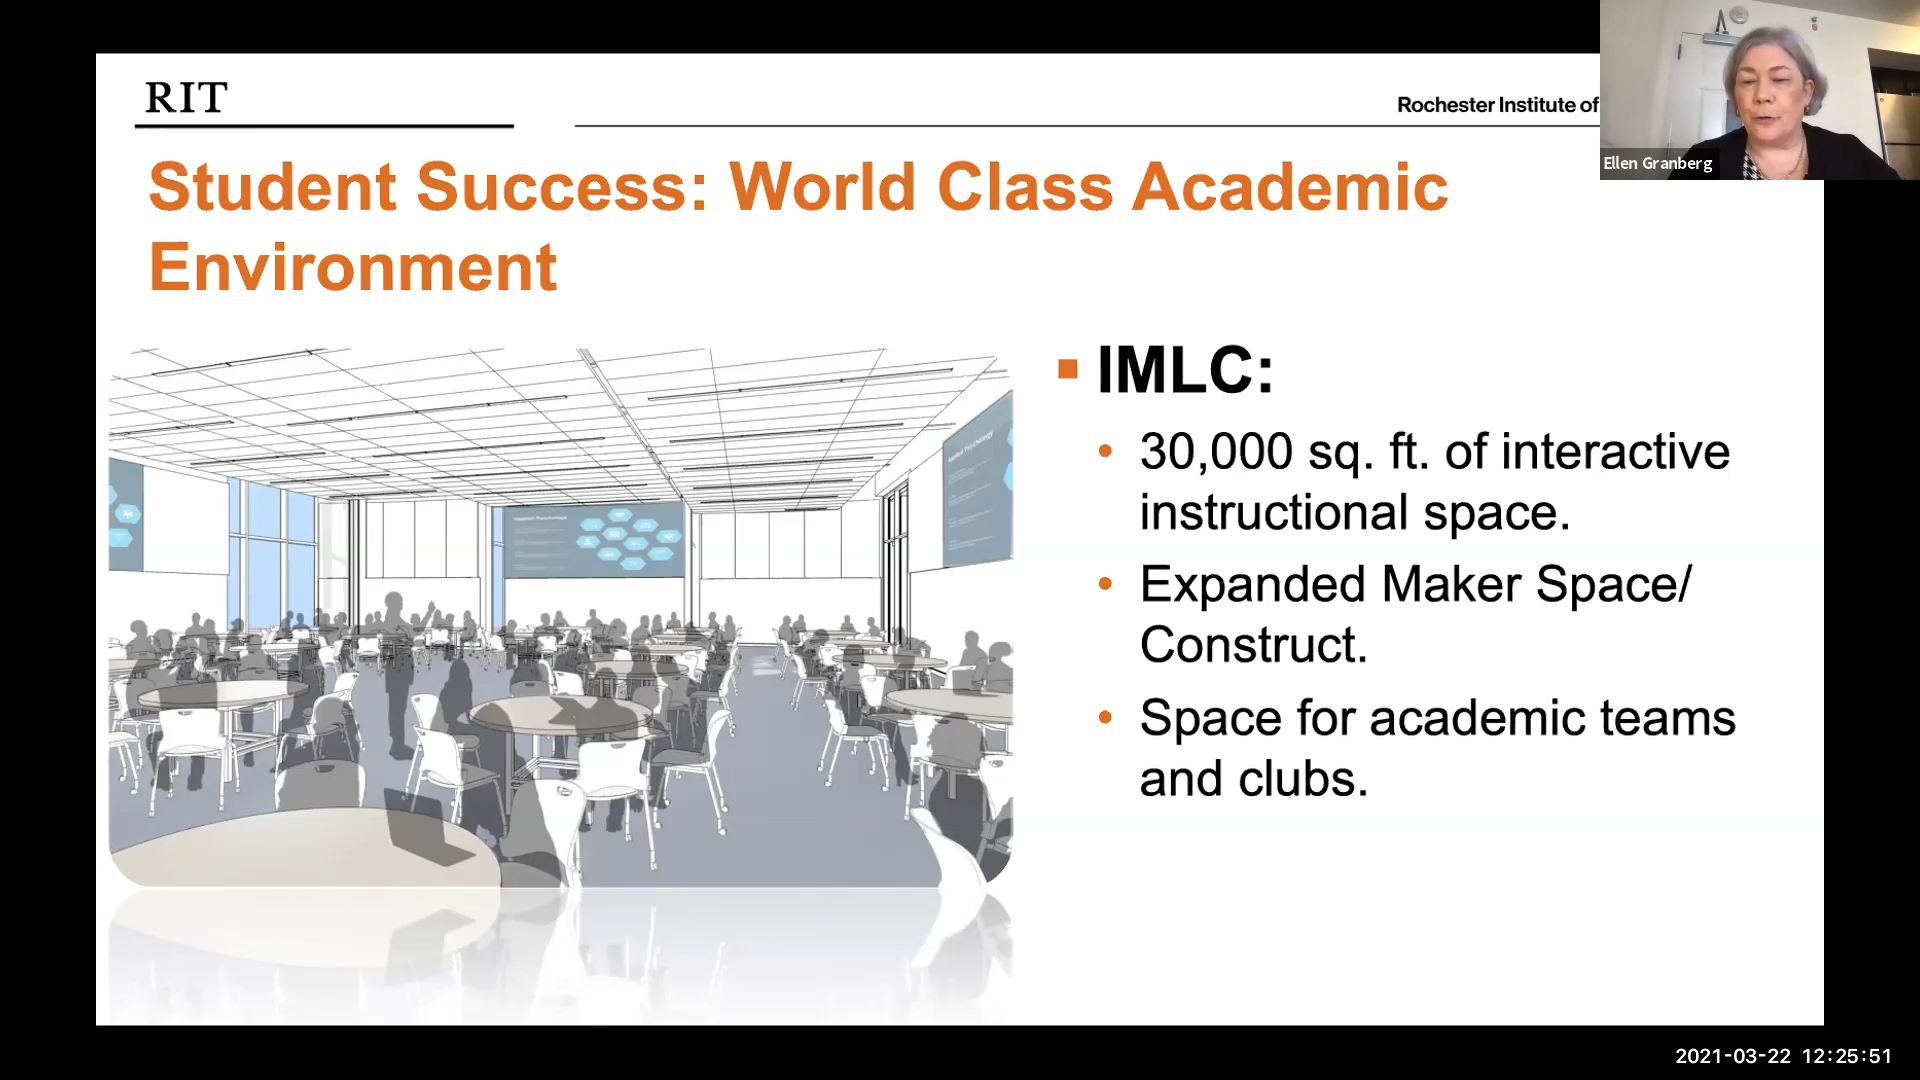 RIT
Rochester Institute of
Ellen Granberg
Student Success: World Class Academic
Environment
IMLC:
30,000 sq. ft. of interactive
instructional space.
Expanded Maker Space/
Construct.
Space for academic teams
and clubs.
2021-03-22 12:25:51